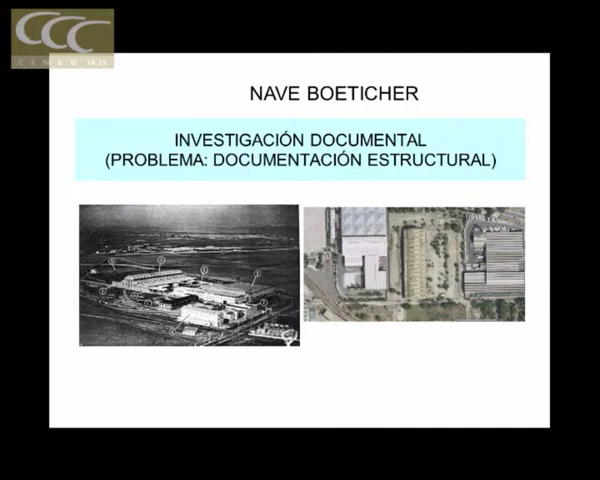 CCC
NAVE BOETICHER
INVESTIGACIÓN DOCUMENTAL
(PROBLEMA: DOCUMENTACIÓN ESTRUCTURAL)